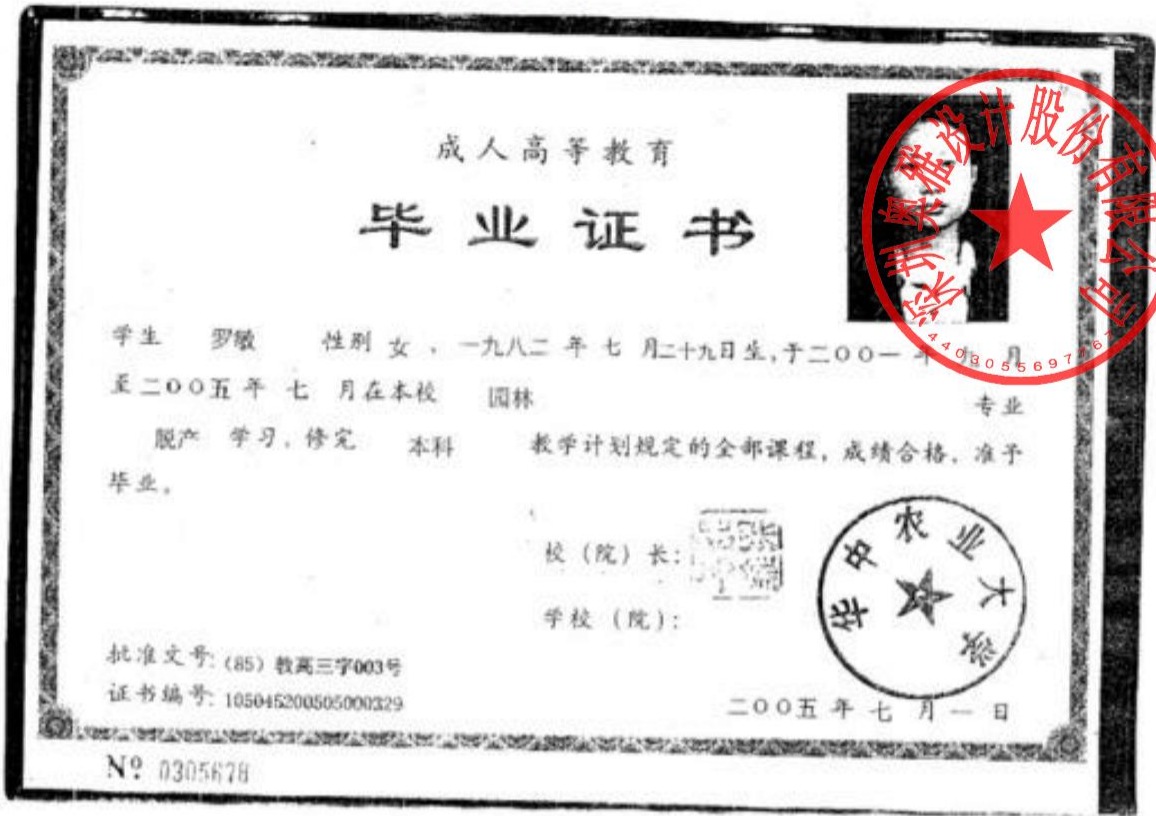 成人高等教育
毕业证书
学生 罗敏 性别 女 ,一九八二 年 七 月二十九日生,于二〇〇一 年 月
至二〇〇五 年 七 月在本校 园林 专业
脱产 学习,修完 本科 教学计划规定的全部课程,成绩合格,准予
毕业。
校(院)长:
学校(院):
华中农业大学
批准文号:(85)教高三字003号
证书编号:105045200505000329
二〇〇五 年 七 月 一 日
Nº 0305678
深圳奥雅设计股份有限公司